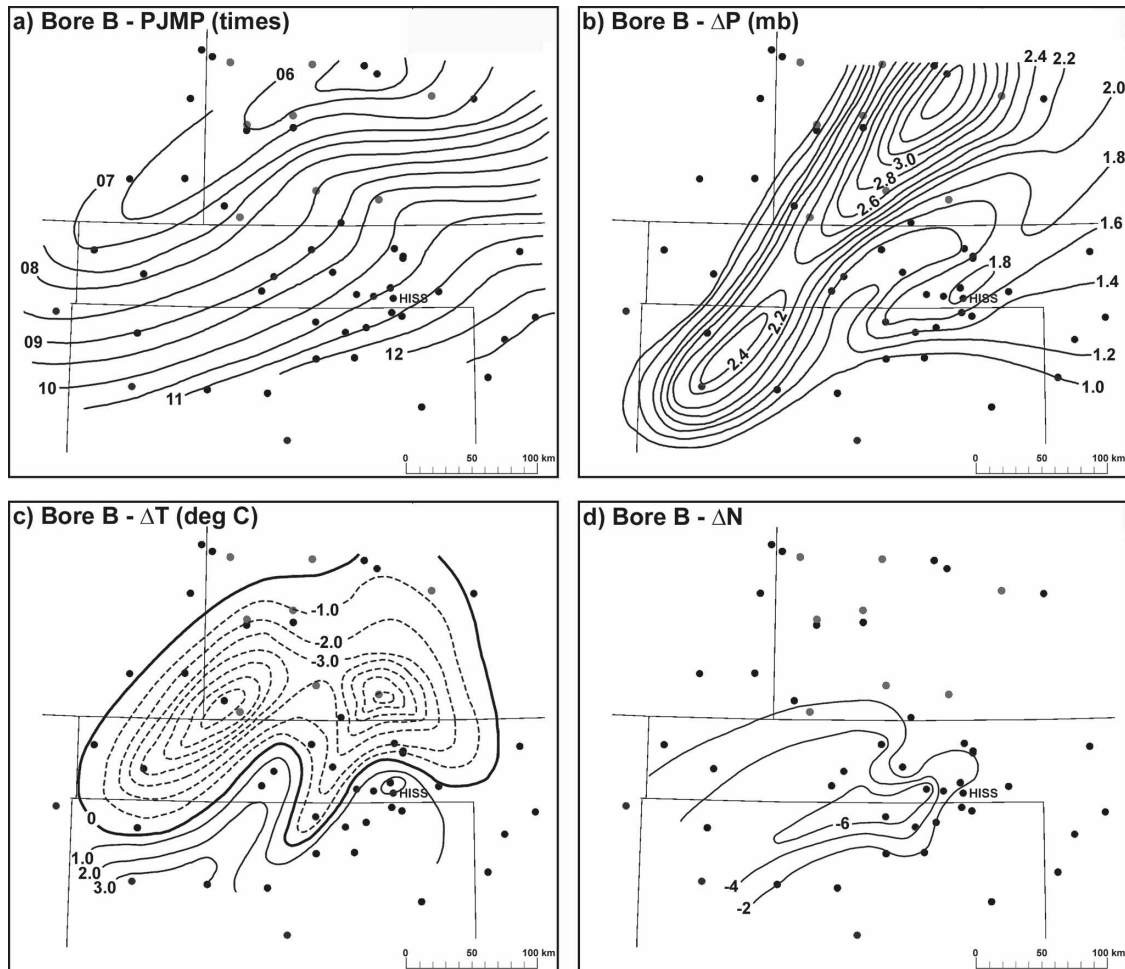 a) Bore B - PJMP (times)
06
07
08
09
HISS
10
11
12
0 50 100 km
b) Bore B - ΔP (mb)
2.4 2.2
2.0
1.8
3.0
2.8
2.6
1.6
1.8
1.4
HISS
2.2
2.4
1.2
1.0
0 50 100 km
c) Bore B - ΔT (deg C)
-1.0
-2.0
-3.0
HISS
0
1.0
2.0
3.0
0 50 100 km
d) Bore B - ΔN
HISS
-6
-4
-2
0 50 100 km